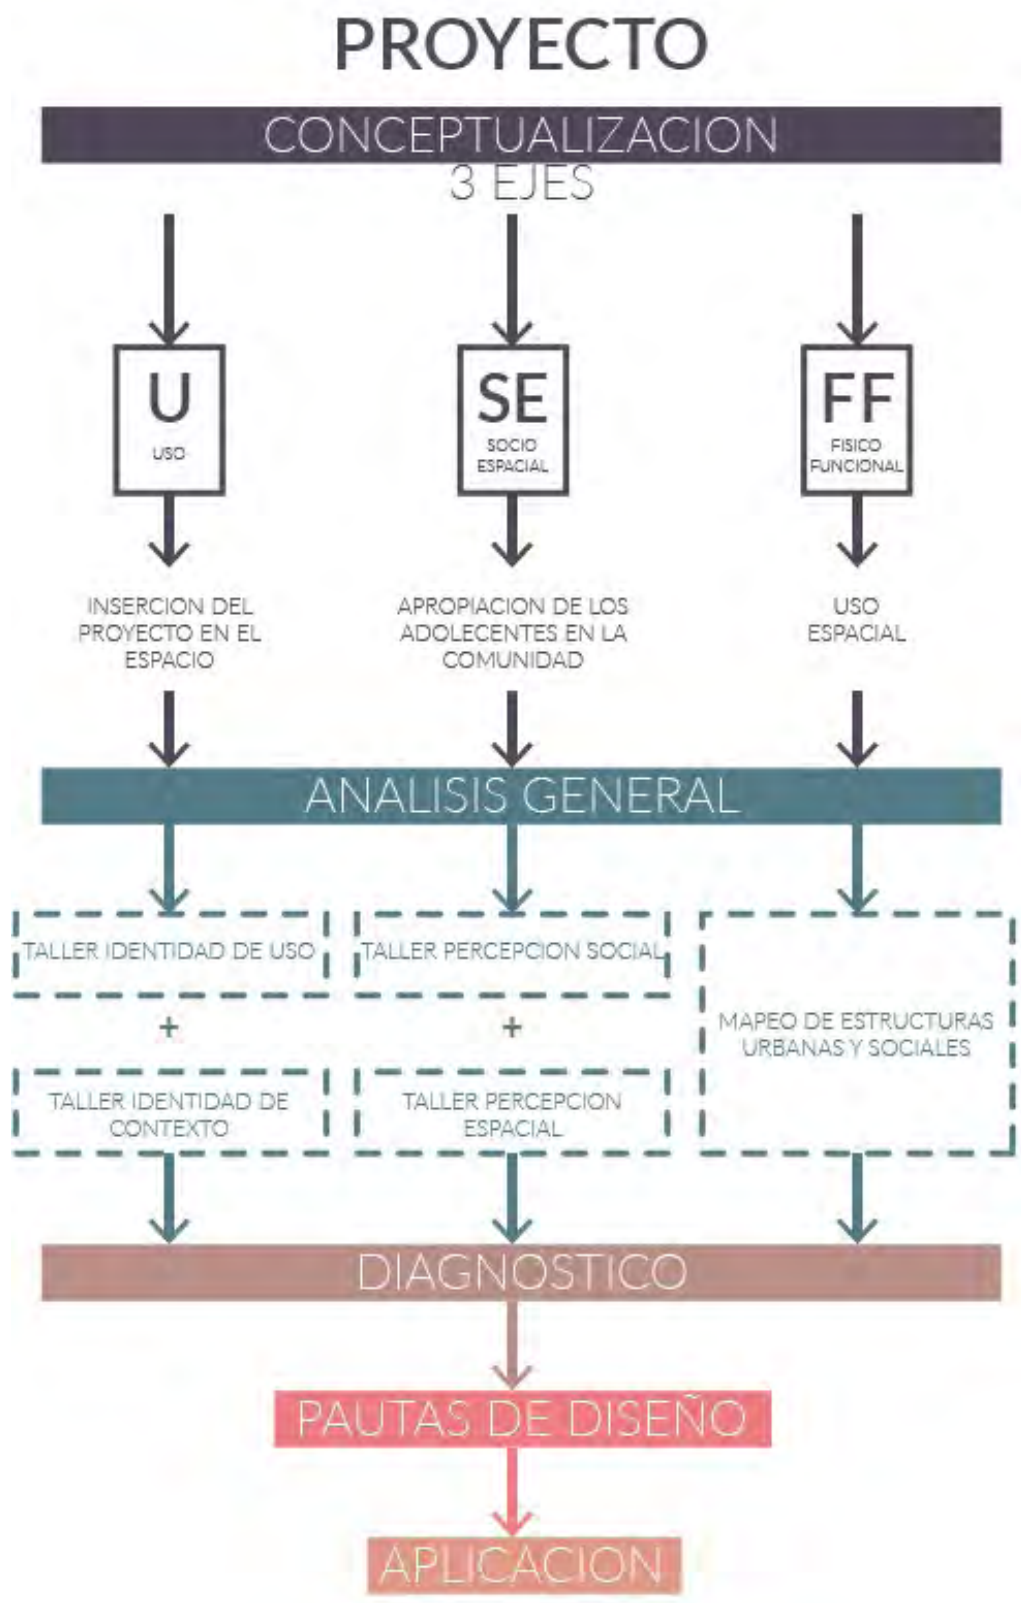 PROYECTO
CONCEPTUALIZACION
3 EJES
U
USO
SE
SOCIO
ESPACIAL
FF
FISICO
FUNCIONAL
INSERCION DEL
PROYECTO EN EL
ESPACIO
APROPIACION DE LOS
ADOLECENTES EN LA
COMUNIDAD
USO
ESPACIAL
ANALISIS GENERAL
TALLER IDENTIDAD DE USO
+
TALLER IDENTIDAD DE
CONTEXTO
TALLER PERCEPCION SOCIAL
+
TALLER PERCEPCION
ESPACIAL
MAPEO DE ESTRUCTURAS
URBANAS Y SOCIALES
DIAGNOSTICO
PAUTAS DE DISEÑO
APLICACION